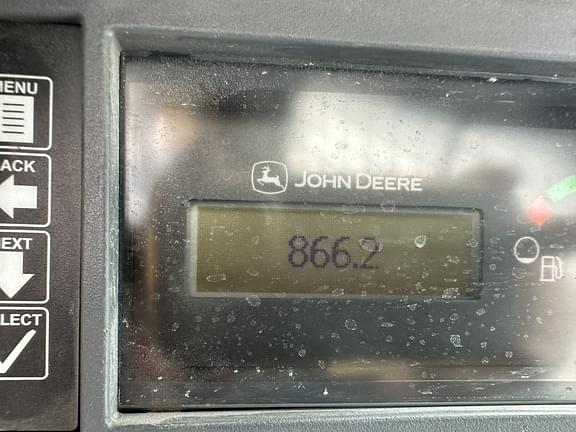 MENU
BACK
NEXT
SELECT
JOHN DEERE
866.2